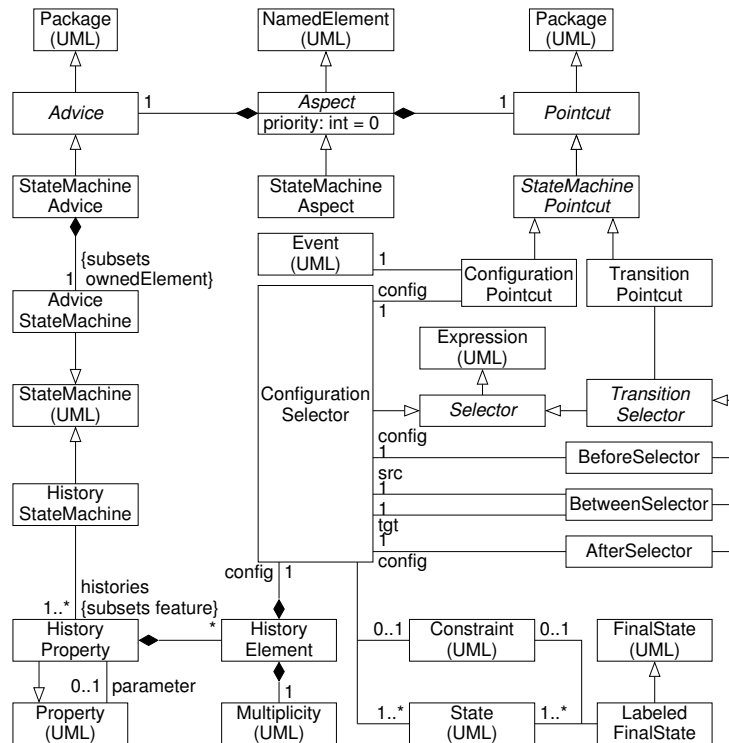 Package
(UML)
NamedElement
(UML)
Package
(UML)
Advice
1
Aspect
priority: int = 0
1
Pointcut
StateMachine
Advice
StateMachine
Aspect
StateMachine
Pointcut
{subsets
ownedElement}
1
Event
(UML)
1
Configuration
Pointcut
Transition
Pointcut
config
1
Advice
StateMachine
Expression
(UML)
StateMachine
(UML)
Configuration
Selector
Selector
Transition
Selector
config
1
BeforeSelector
src
1
History
StateMachine
1
tgt
BetweenSelector
1
config
AfterSelector
config
1
histories
1..*
{subsets feature}
History
Property
*
History
Element
0..1
Constraint
(UML)
0..1
FinalState
(UML)
0..1
parameter
1
Property
(UML)
Multiplicity
(UML)
1..*
State
(UML)
1..*
Labeled
FinalState